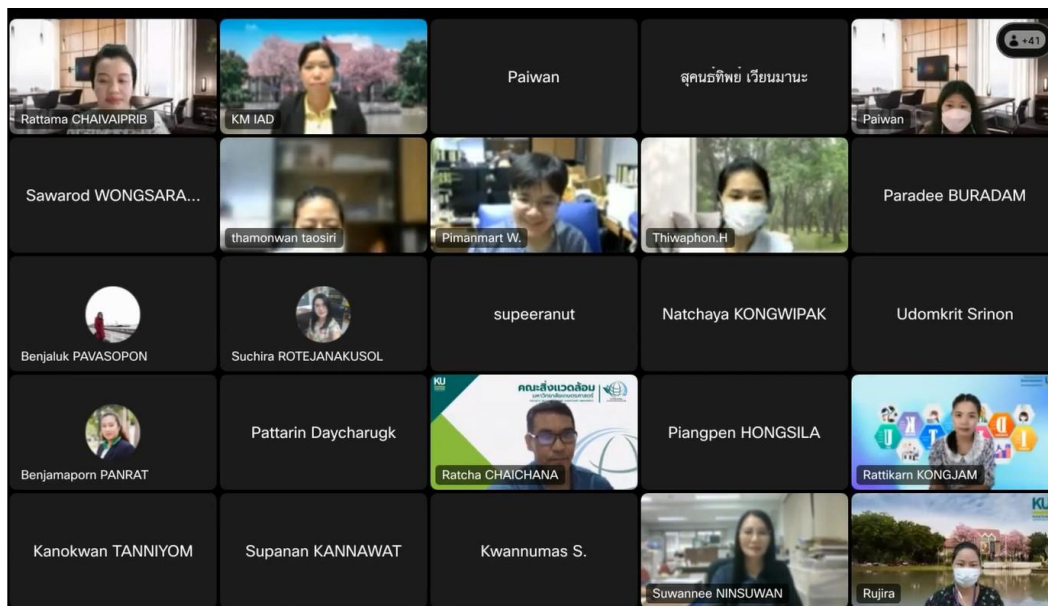 +41
Rattama CHAIVAIPRIB
KM IAD
Paiwan
สุคนธ์ทิพย์ เวียนมานะ
Paiwan
Sawarod WONGSARA...
thamonwan taosiri
Pimanmart W.
Thiwaphon.H
Paradee BURADAM
Benjaluk PAVASOPON
Suchira ROTEJANAKUSOL
supeeranut
Natchaya KONGWIPAK
Udomkrit Srinon
Benjamaporn PANRAT
Pattarin Daycharugk
KU
คณะสิ่งแวดล้อม
มหาวิทยาลัยเกษตรศาสตร์
Ratcha CHAICHANA
Piangpen HONGSILA
Rattikarn KONGJAM
Kanokwan TANNIYOM
Supanan KANNAWAT
Kwannumas S.
Suwannee NINSUWAN
KU
Rujira